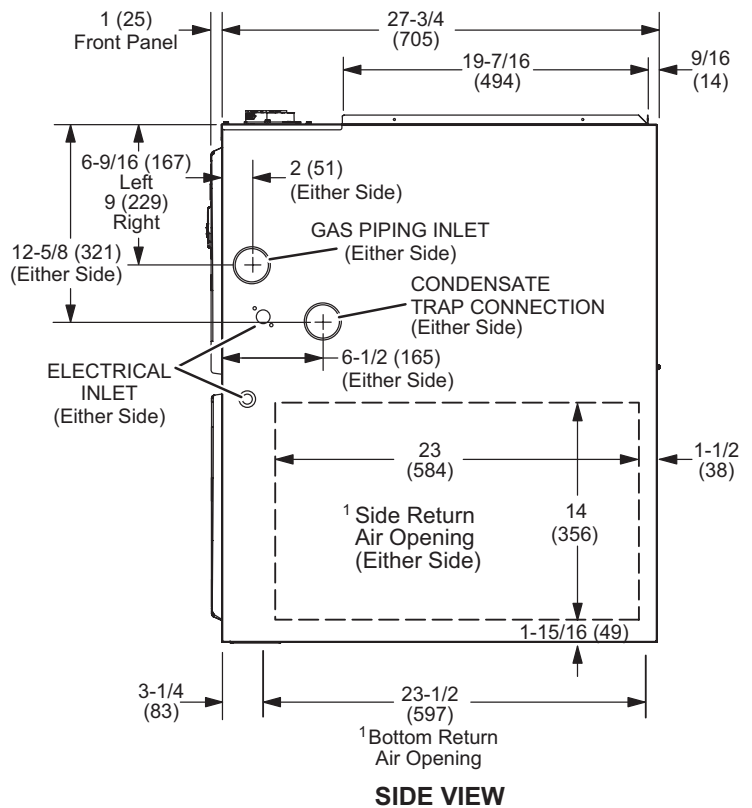 1 (25)
Front Panel
27-3/4
(705)
19-7/16
(494)
9/16
(14)
6-9/16 (167)
Left
9 (229)
Right
2 (51)
(Either Side)
12-5/8 (321)
(Either Side)
GAS PIPING INLET
(Either Side)
CONDENSATE
TRAP CONNECTION
(Either Side)
6-1/2 (165)
(Either Side)
ELECTRICAL
INLET
(Either Side)
23
(584)
1-1/2
(38)
1 Side Return
Air Opening
(Either Side)
14
(356)
1-15/16 (49)
3-1/4
(83)
23-1/2
(597)
1 Bottom Return
Air Opening
SIDE VIEW